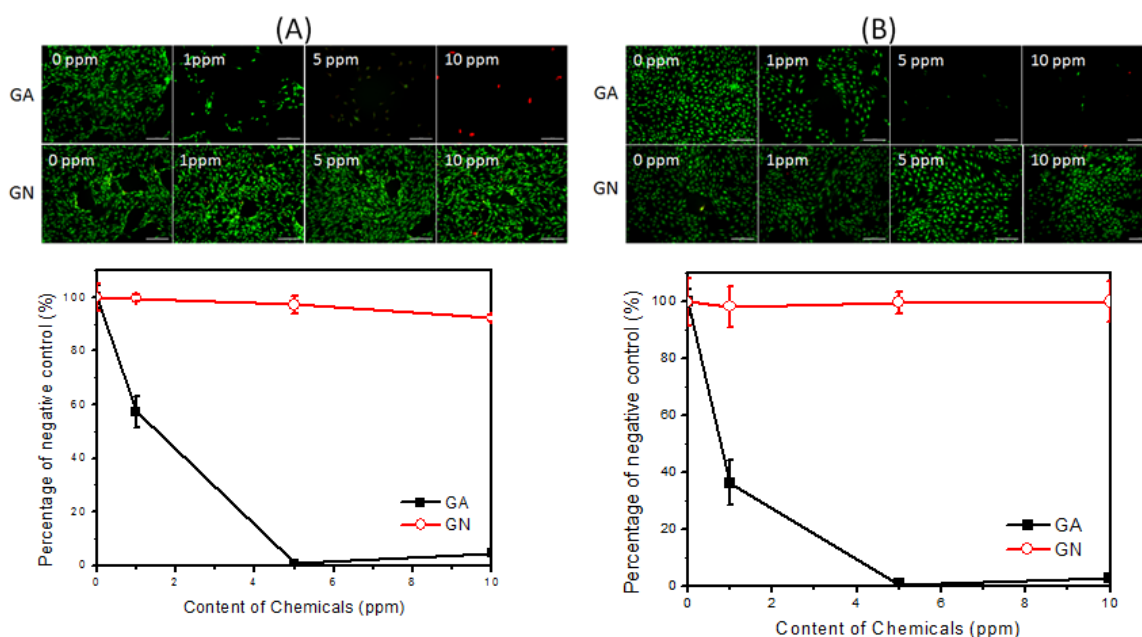 (A)
0 ppm 1 ppm 5 ppm 10 ppm
GA
0 ppm 1ppm 5 ppm 10 ppm
GN
Percentage of negative control (%)
100
80
60
40
20
0
GA
GN
0 2 4 6 8 10
Content of Chemicals (ppm)
(B)
0 ppm 1ppm 5 ppm 10 ppm
GA
0 ppm 1ppm 5 ppm 10 ppm
GN
Percentage of negative control (%)
100
80
60
40
20
0
GA
GN
0 2 4 6 8 10
Content of Chemicals (ppm)